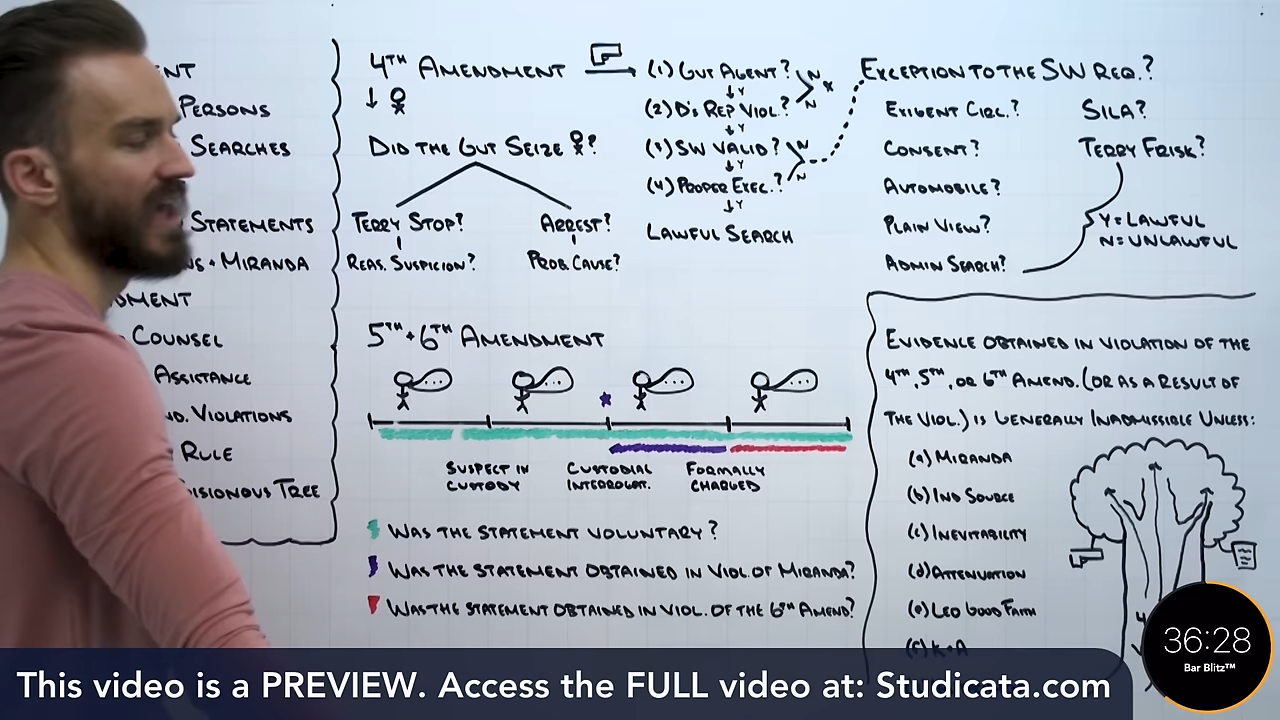 ENT
PERSONS
SEARCHES
STATEMENTS
+ MIRANDA
DMENT
COUNSEL
ASSISTANCE
VIOLATIONS
RULE
TREE
4TH AMENDMENT
DID THE GVT SEIZE ?
TERRY STOP?
ARREST?
REAS. SUSPICION?
PROB. CAUSE?
(1) GVT AGENT?
Y
N
(2) D's REP VIOL.?
N
Y
(3) SW VALID?
N
Y
(4) PROPER EXEC.?
N
Y
LAWFUL SEARCH
EXCEPTION TO THE SW REQ.?
EXIGENT CIRC.?
SILA?
CONSENT?
TERRY FRISK?
AUTOMOBILE?
PLAIN VIEW?
Y = LAWFUL
N = UNLAWFUL
ADMIN SEARCH?
5TH + 6TH AMENDMENT
SUSPECT IN CUSTODY
CUSTODIAL INTERROGAT.
FORMALLY CHARGED
WAS THE STATEMENT VOLUNTARY?
WAS THE STATEMENT OBTAINED IN VIOL. OF MIRANDA?
WAS THE STATEMENT OBTAINED IN VIOL. OF THE 6TH AMEND?
EVIDENCE OBTAINED IN VIOLATION OF THE
4TH, 5TH, OR 6TH AMEND. (OR AS A RESULT OF
THE VIOL.) IS GENERALLY INADMISSIBLE UNLESS:
(a) MIRANDA
(b) IND SOURCE
(c) INEVITABILITY
(d) ATTENUATION
(e) LEO GOOD FAITH
(f) K+A
36:28
Bar Blitz™
This video is a PREVIEW. Access the FULL video at: Studicata.com